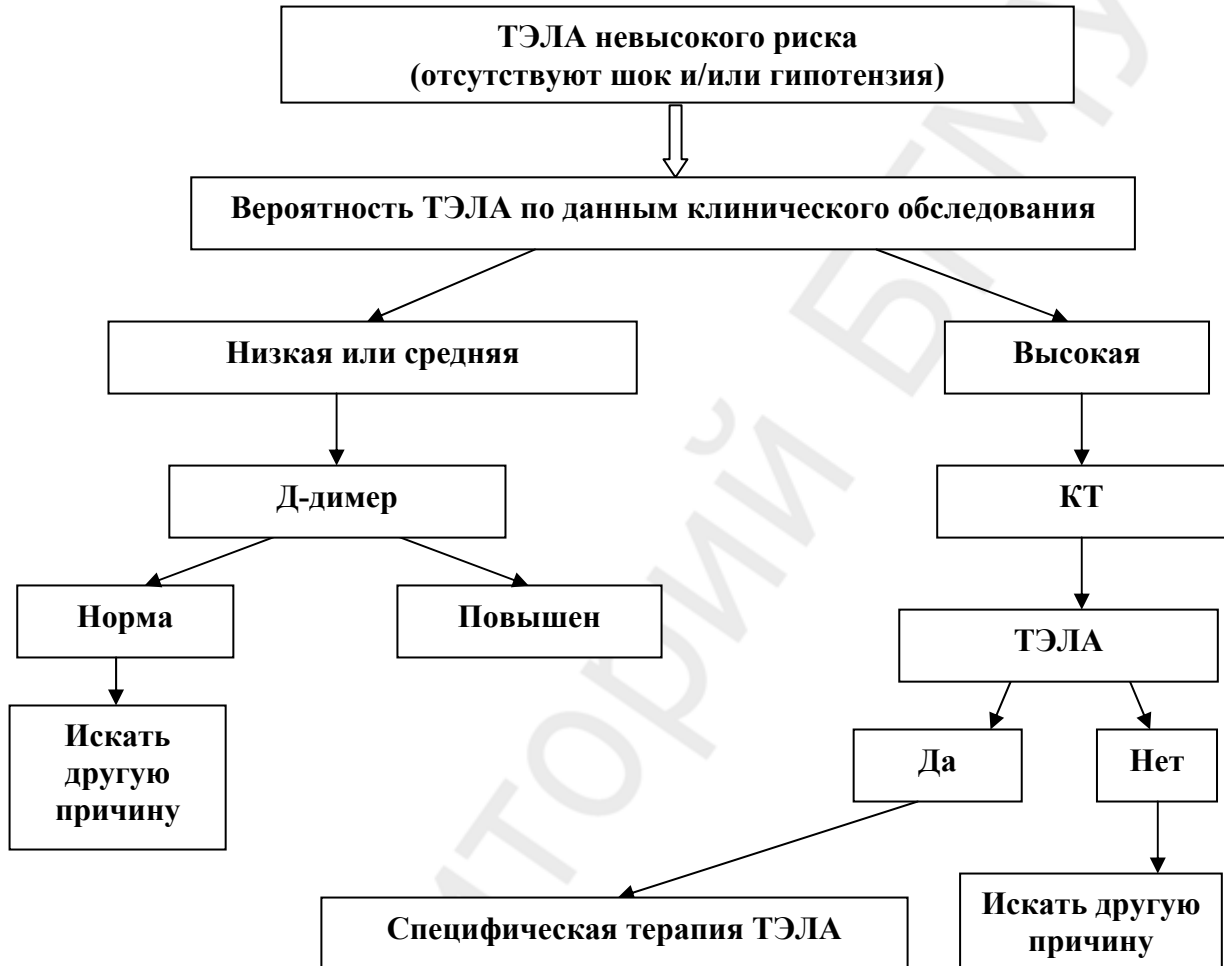 ТЭЛА невысокого риска
(отсутствуют шок и/или гипотензия)
Вероятность ТЭЛА по данным клинического обследования
Низкая или средняя
Высокая
Д-димер
КТ
Норма
Повышен
ТЭЛА
Искать
другую
причину
Да
Нет
Специфическая терапия ТЭЛА
Искать другую
причину